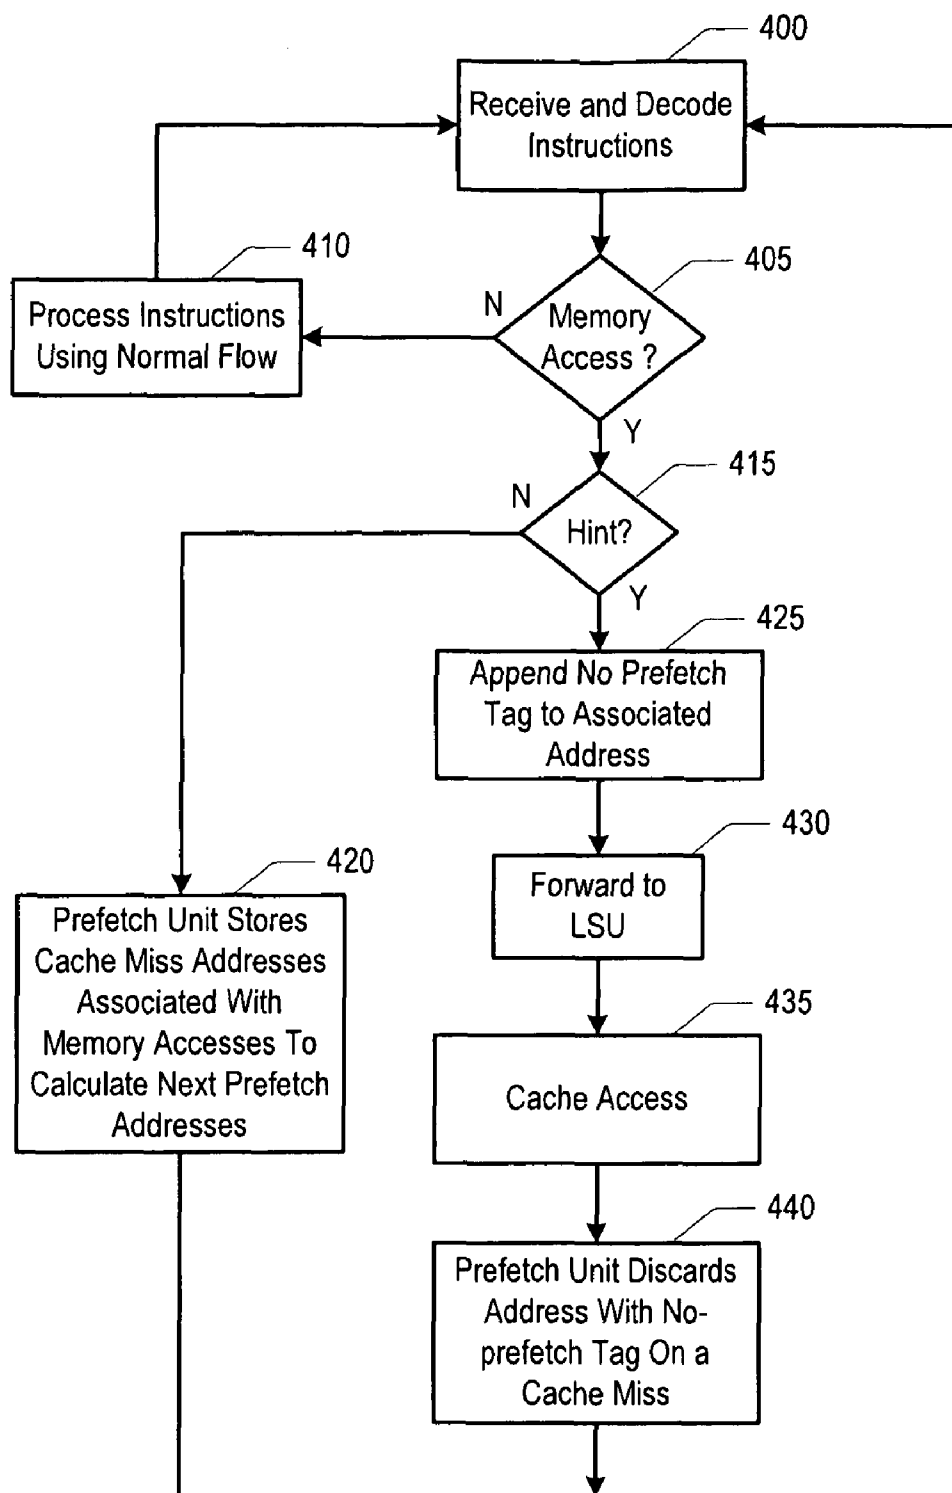 400
Receive and Decode
Instructions
410
Process Instructions
Using Normal Flow
405
N
Memory
Access ?
Y
415
N
Hint?
Y
425
Append No Prefetch
Tag to Associated
Address
430
Forward to
LSU
420
Prefetch Unit Stores
Cache Miss Addresses
Associated With
Memory Accesses To
Calculate Next Prefetch
Addresses
435
Cache Access
440
Prefetch Unit Discards
Address With No-
prefetch Tag On a
Cache Miss